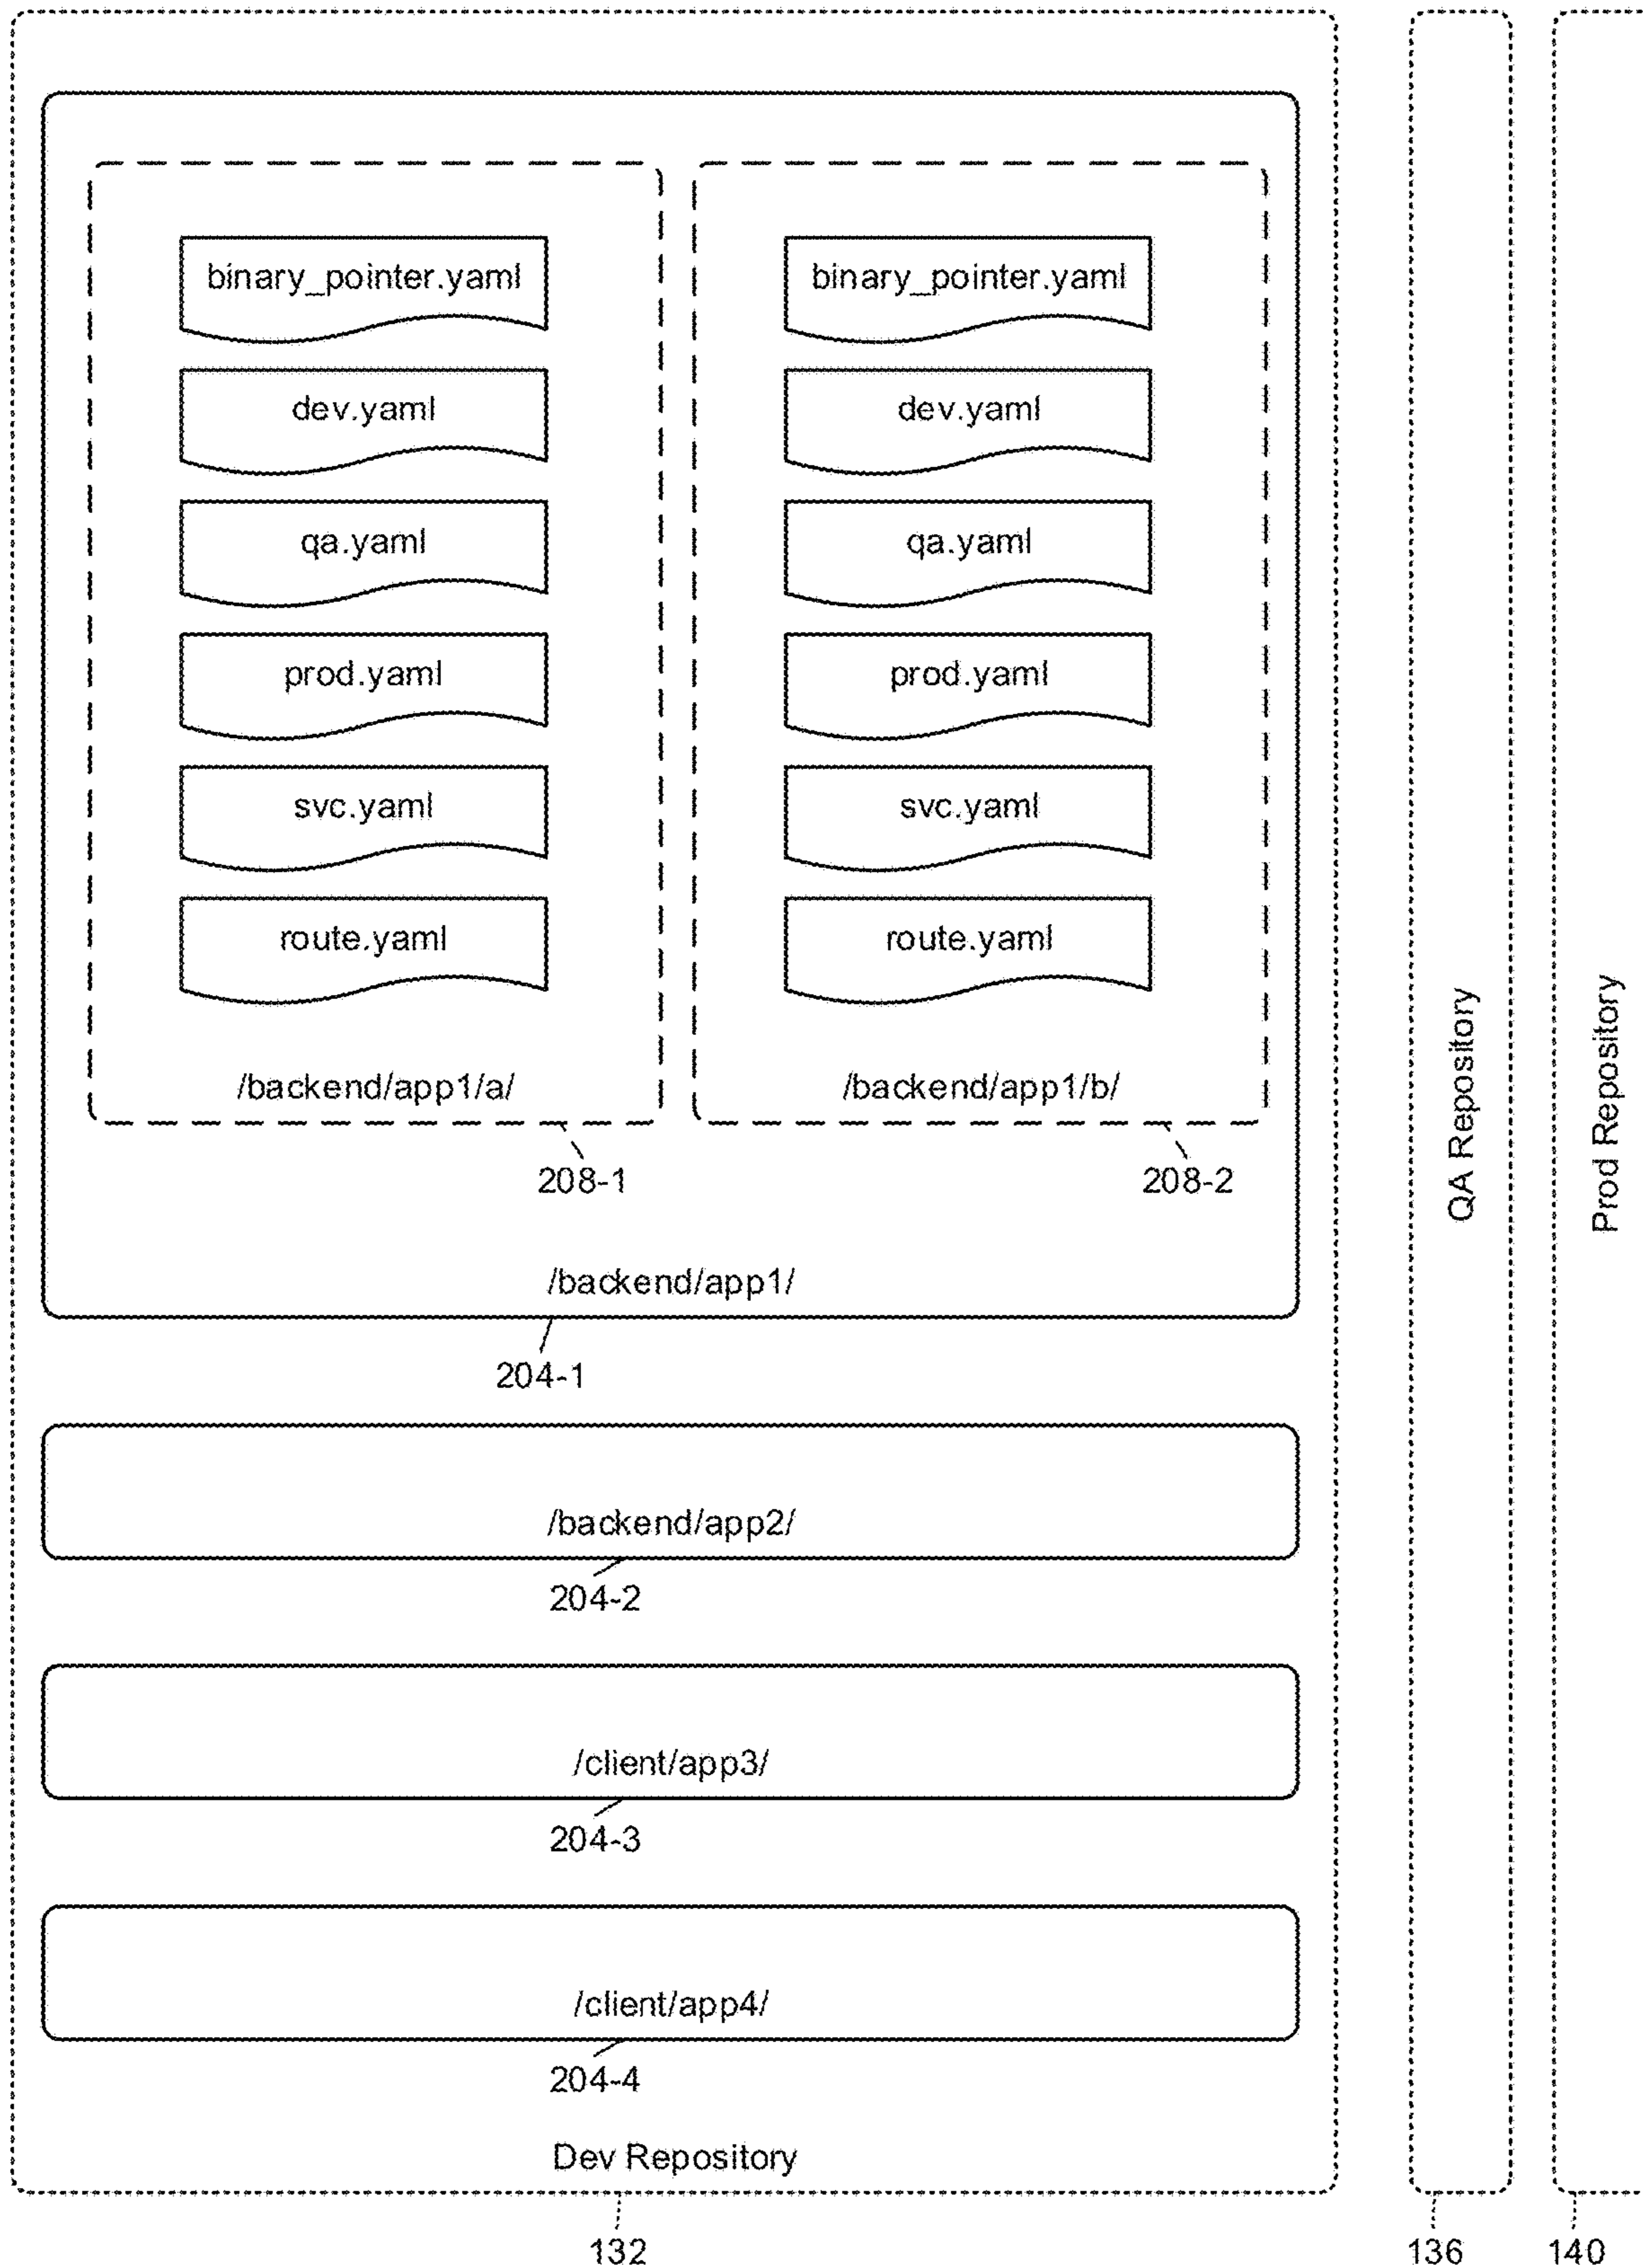 binary_pointer.yaml
dev.yaml
qa.yaml
prod.yaml
svc.yaml
route.yaml
/backend/app1/a/
208-1
binary_pointer.yaml
dev.yaml
qa.yaml
prod.yaml
svc.yaml
route.yaml
/backend/app1/b/
208-2
/backend/app1/
204-1
/backend/app2/
204-2
/client/app3/
204-3
/client/app4/
204-4
Dev Repository
132
QA Repository
136
Prod Repository
140